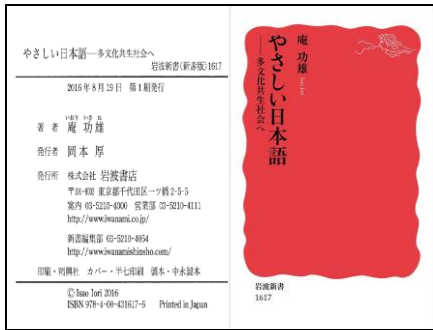 やさしい日本語――多文化共生社会へ
岩波新書(新赤版)1617
2016年8月19日 第1刷発行
いおり いさ お
著者 庵 功雄
発行者 岡本 厚
発行所 株式会社 岩波書店
〒101-8002 東京都千代田区一ツ橋2-5-5
案内 03-5210-4000 営業部 03-5210-4111
http://www.iwanami.co.jp/
新書編集部 03-5210-4054
http://www.iwanamishinsho.com/
印刷・精興社 カバー・半七印刷 製本・中永製本
© Isao Iori 2016
ISBN 978-4-00-431617-6 Printed in Japan
庵 功雄 Isao Iori
やさしい日本語
――多文化共生社会へ
岩波新書
1617